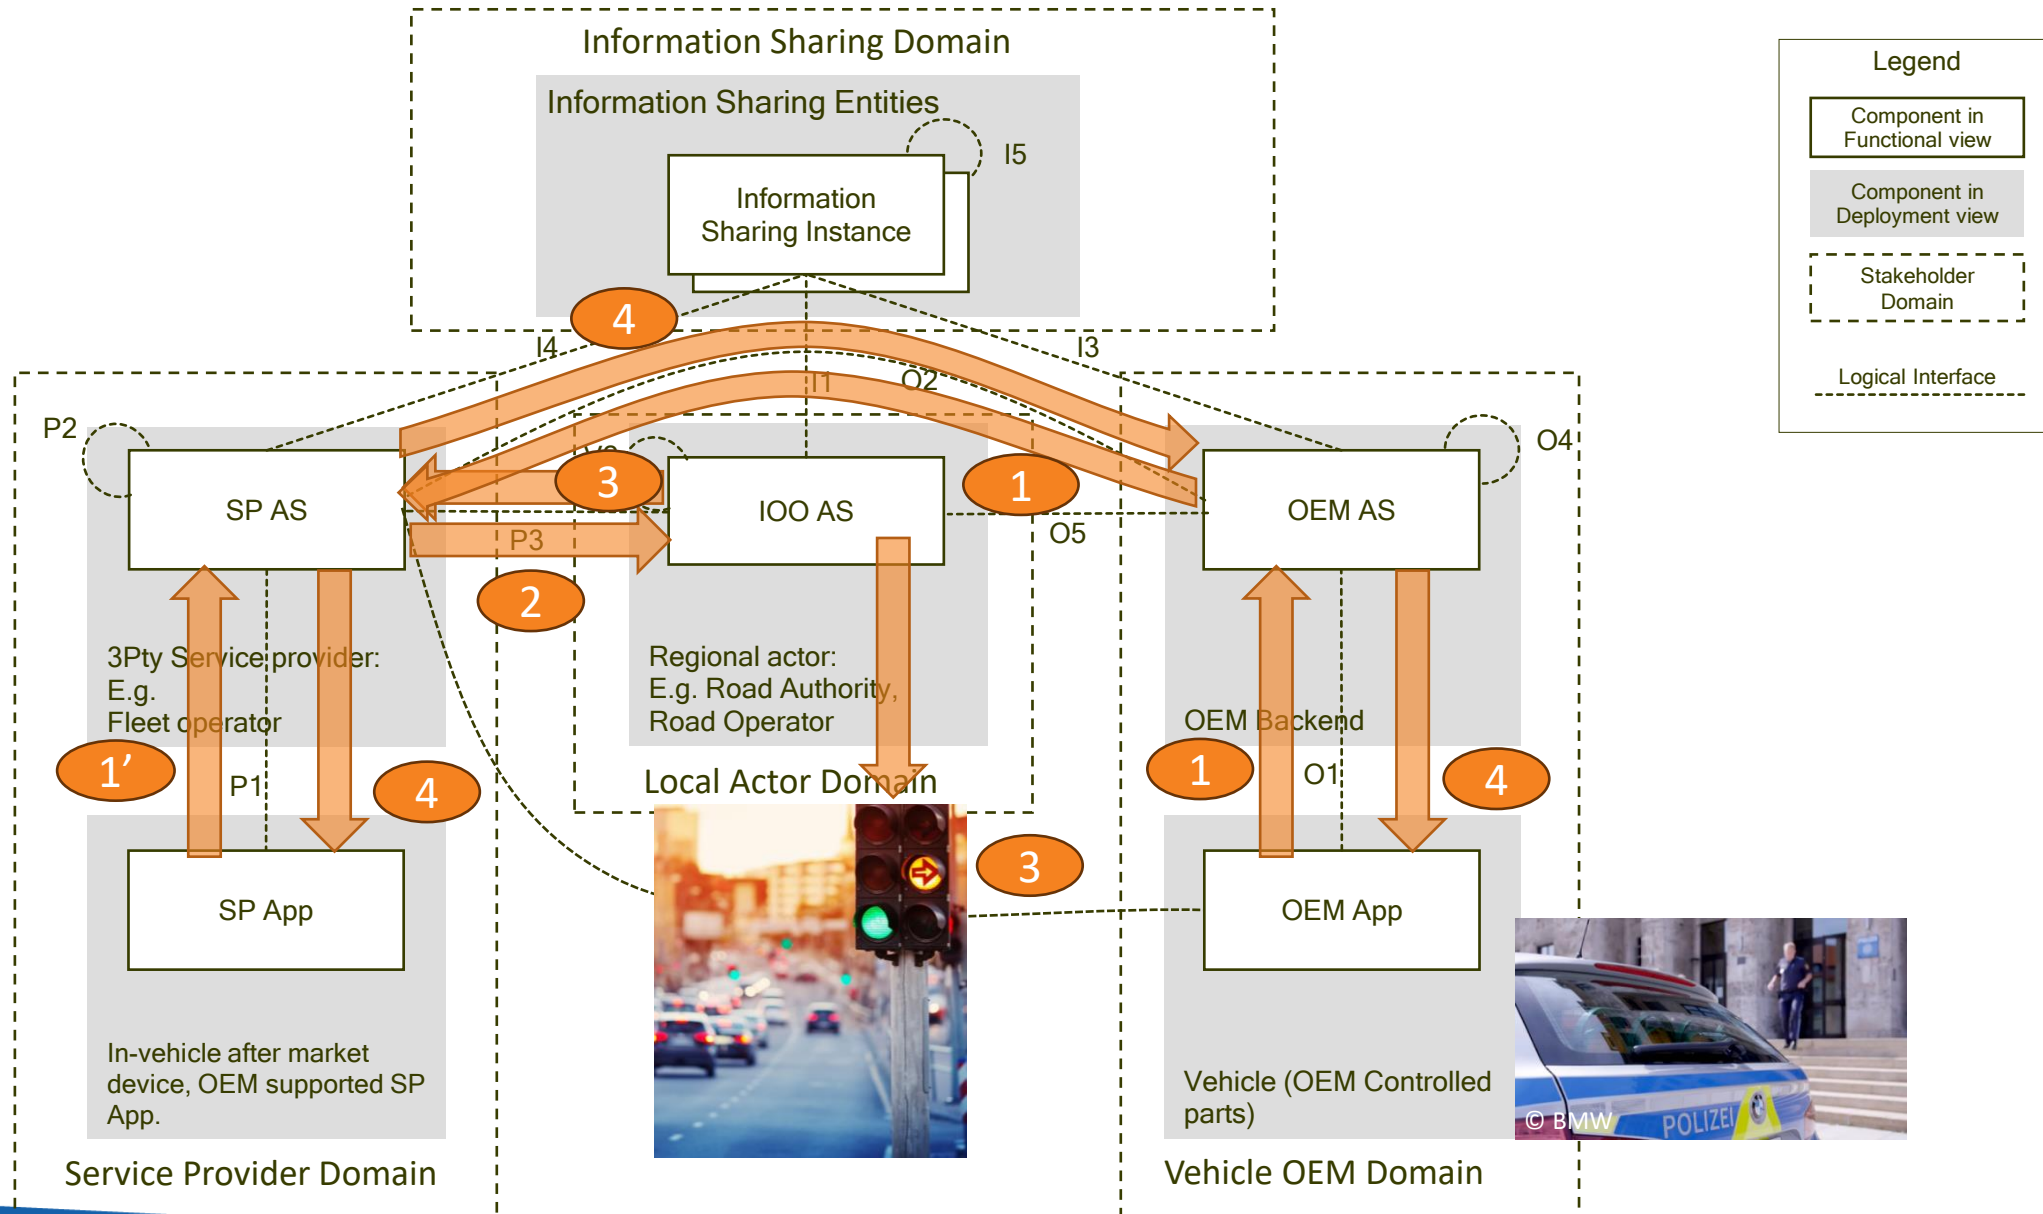 Information Sharing Domain
Information Sharing Entities
I5
Information
Sharing Instance
Legend
Component in
Functional view
Component in
Deployment view
Stakeholder
Domain
Logical Interface
4
I4
I3
I1
O2
P2
O4
3
1
SP AS
IOO AS
OEM AS
P3
O5
2
3Pty Service provider:
E.g.
Fleet operator
Regional actor:
E.g. Road Authority,
Road Operator
OEM Backend
1’
P1
4
Local Actor Domain
1
O1
4
3
SP App
OEM App
In-vehicle after market
device, OEM supported SP
App.
Vehicle (OEM Controlled
parts)
© BMW
POLIZEI
Service Provider Domain
Vehicle OEM Domain